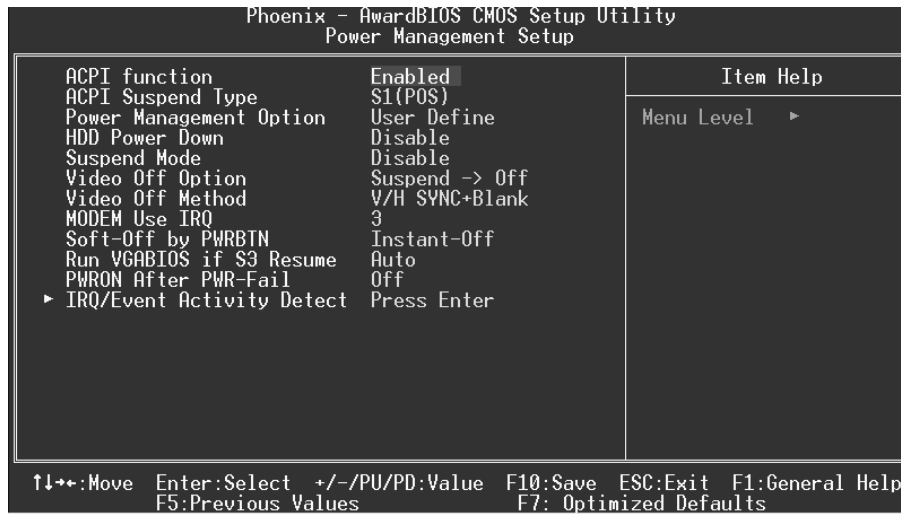 Phoenix - AwardBIOS CMOS Setup Utility
Power Management Setup
ACPI function Enabled
ACPI Suspend Type S1(POS)
Power Management Option User Define
HDD Power Down Disable
Suspend Mode Disable
Video Off Option Suspend -> Off
Video Off Method V/H SYNC+Blank
MODEM Use IRQ 3
Soft-Off by PWRBTN Instant-Off
Run VGABIOS if S3 Resume Auto
PWRON After PWR-Fail Off
► IRQ/Event Activity Detect Press Enter
Item Help
Menu Level ►
↑↓→←:Move Enter:Select +/-/PU/PD:Value F10:Save ESC:Exit F1:General Help
F5:Previous Values F7: Optimized Defaults